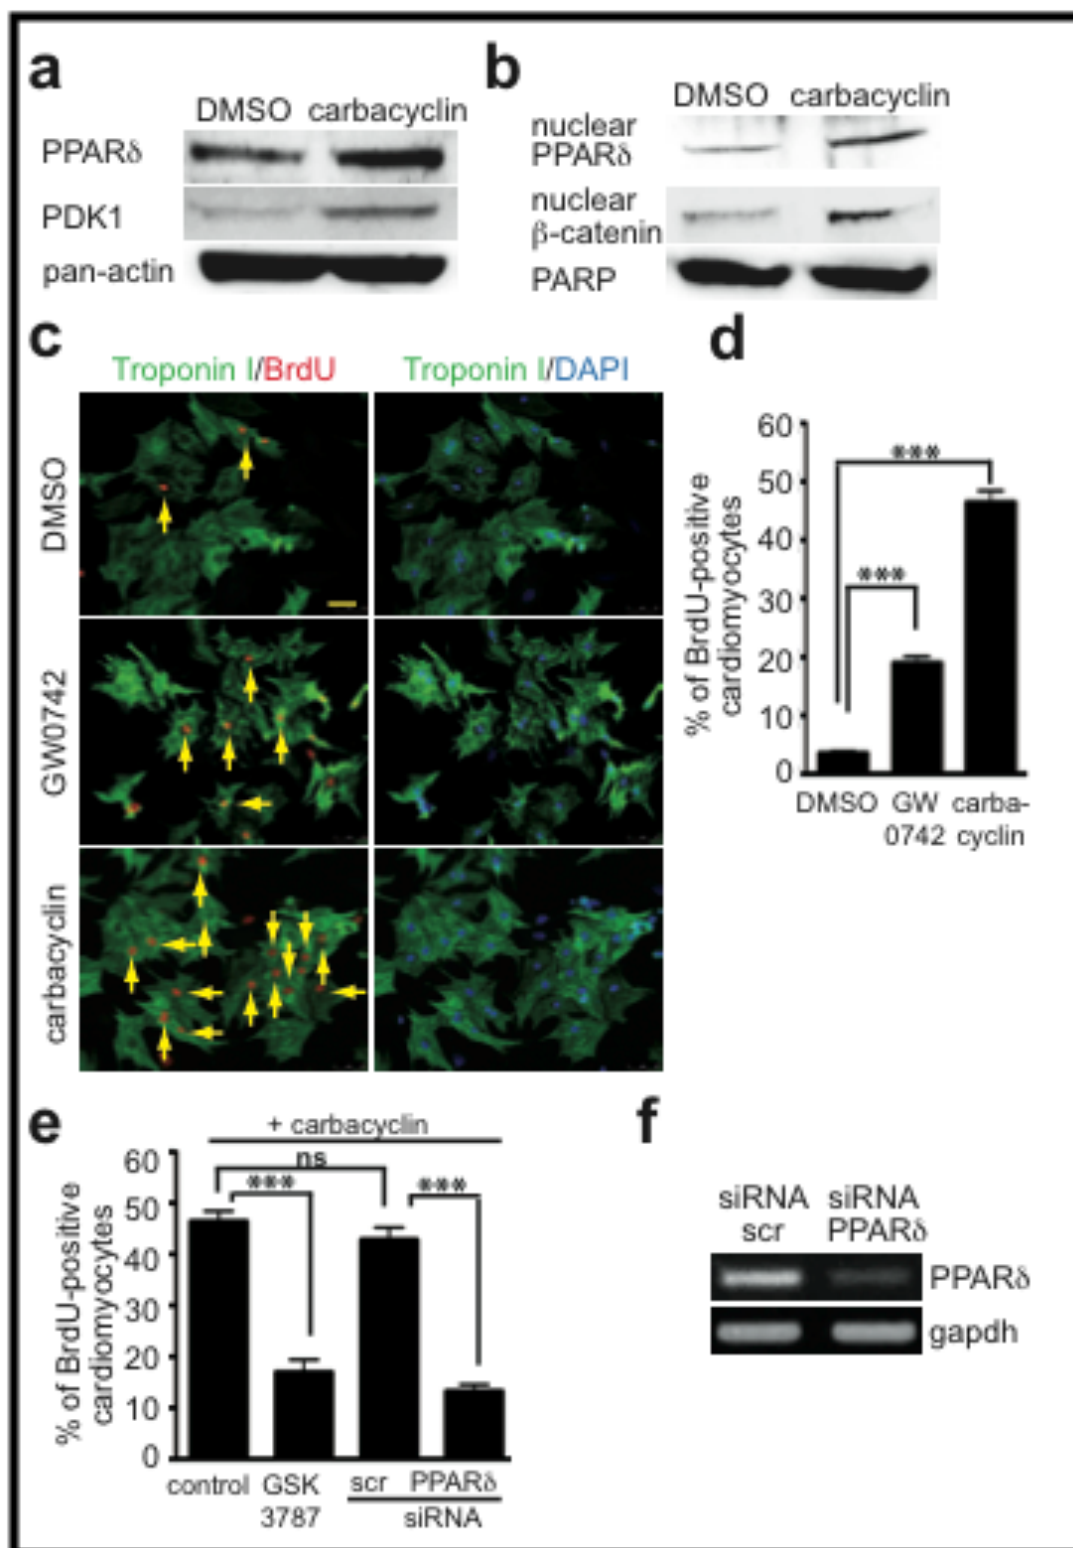 a
DMSO carbacyclin
PPARδ
PDK1
pan-actin
b
DMSO carbacyclin
nuclear
PPARδ
nuclear
β-catenin
PARP
c
Troponin I/BrdU
Troponin I/DAPI
DMSO
GW0742
carbacyclin
d
% of BrdU-positive
cardiomyocytes
60
50
40
30
20
10
0
***
***
DMSO GW carba-
0742 cyclin
e
+ carbacyclin
% of BrdU-positive
cardiomyocytes
60
50
40
30
20
10
0
ns
***
***
control GSK scr PPARδ
3787 siRNA
f
siRNA siRNA
scr PPARδ
PPARδ
gapdh